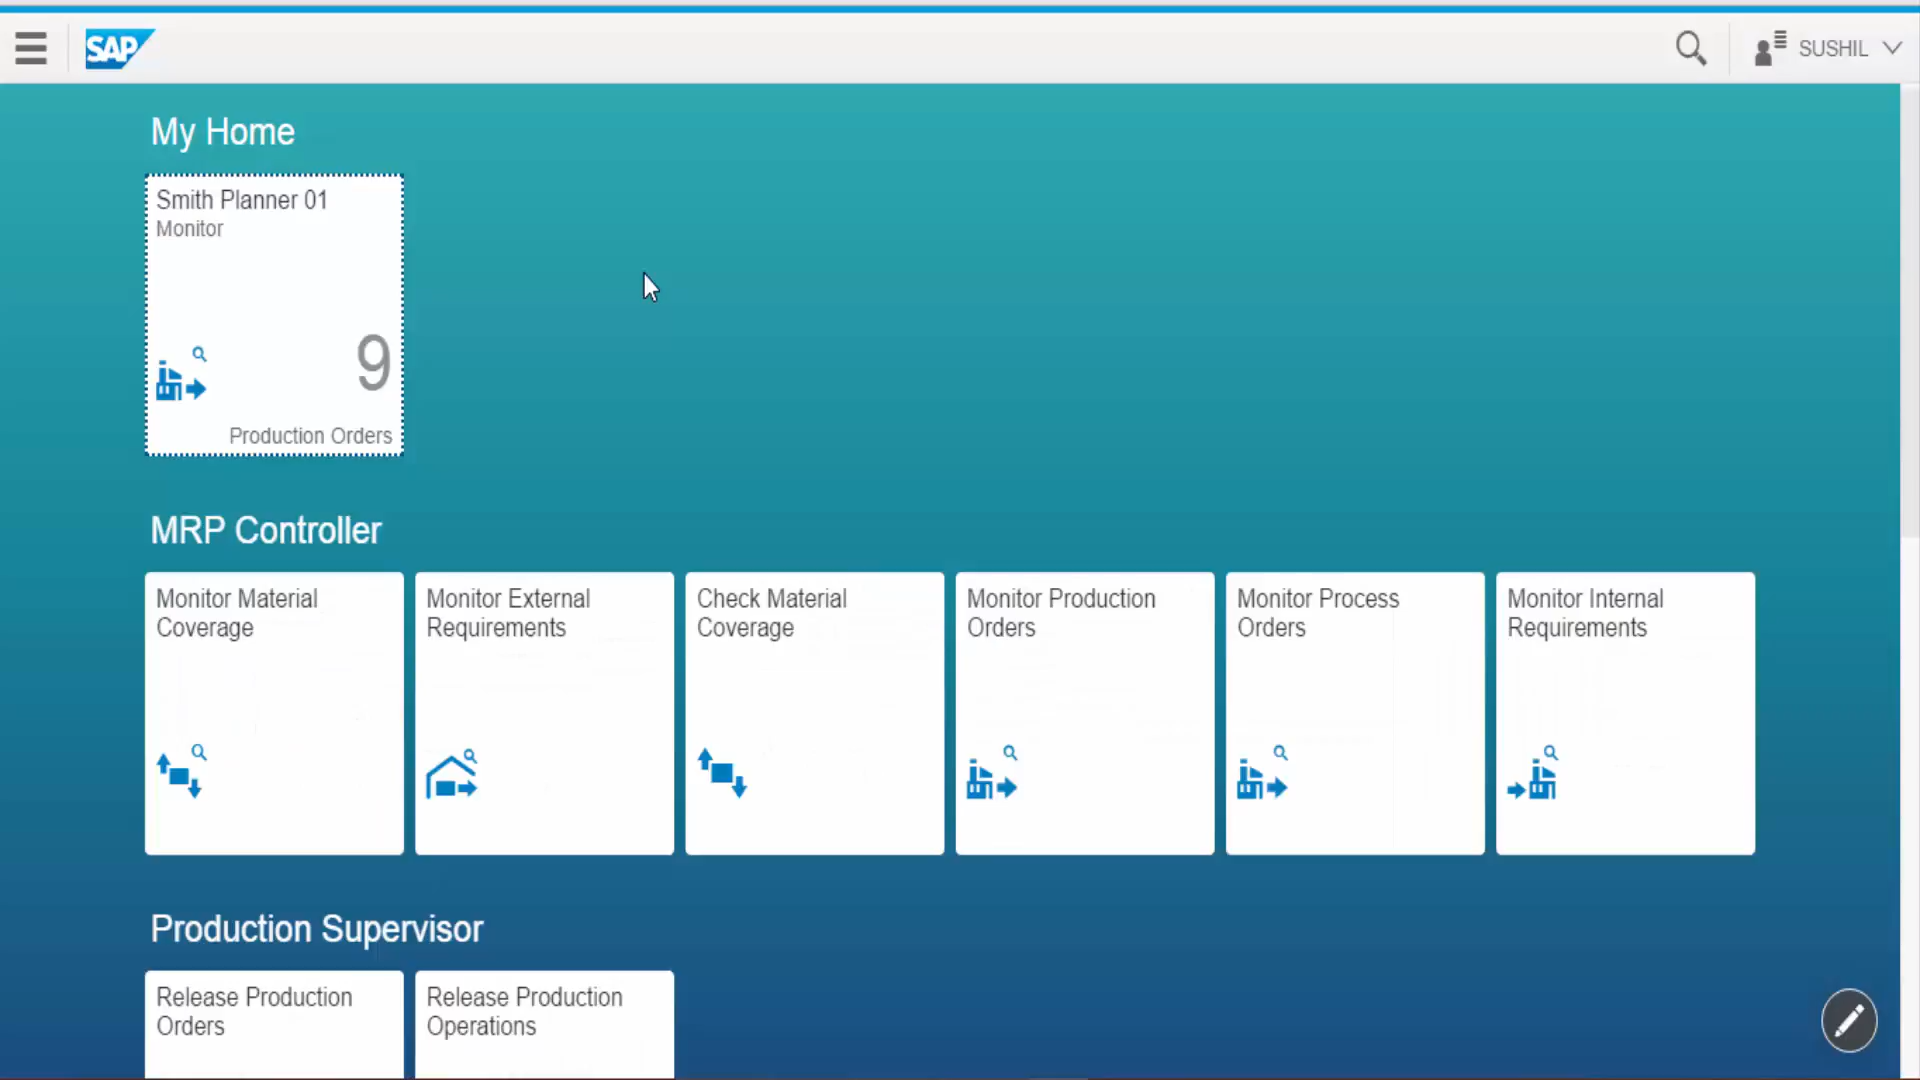 SAP
SUSHIL
My Home
Smith Planner 01
Monitor
9
Production Orders
MRP Controller
Monitor Material
Coverage
Monitor External
Requirements
Check Material
Coverage
Monitor Production
Orders
Monitor Process
Orders
Monitor Internal
Requirements
Production Supervisor
Release Production
Orders
Release Production
Operations